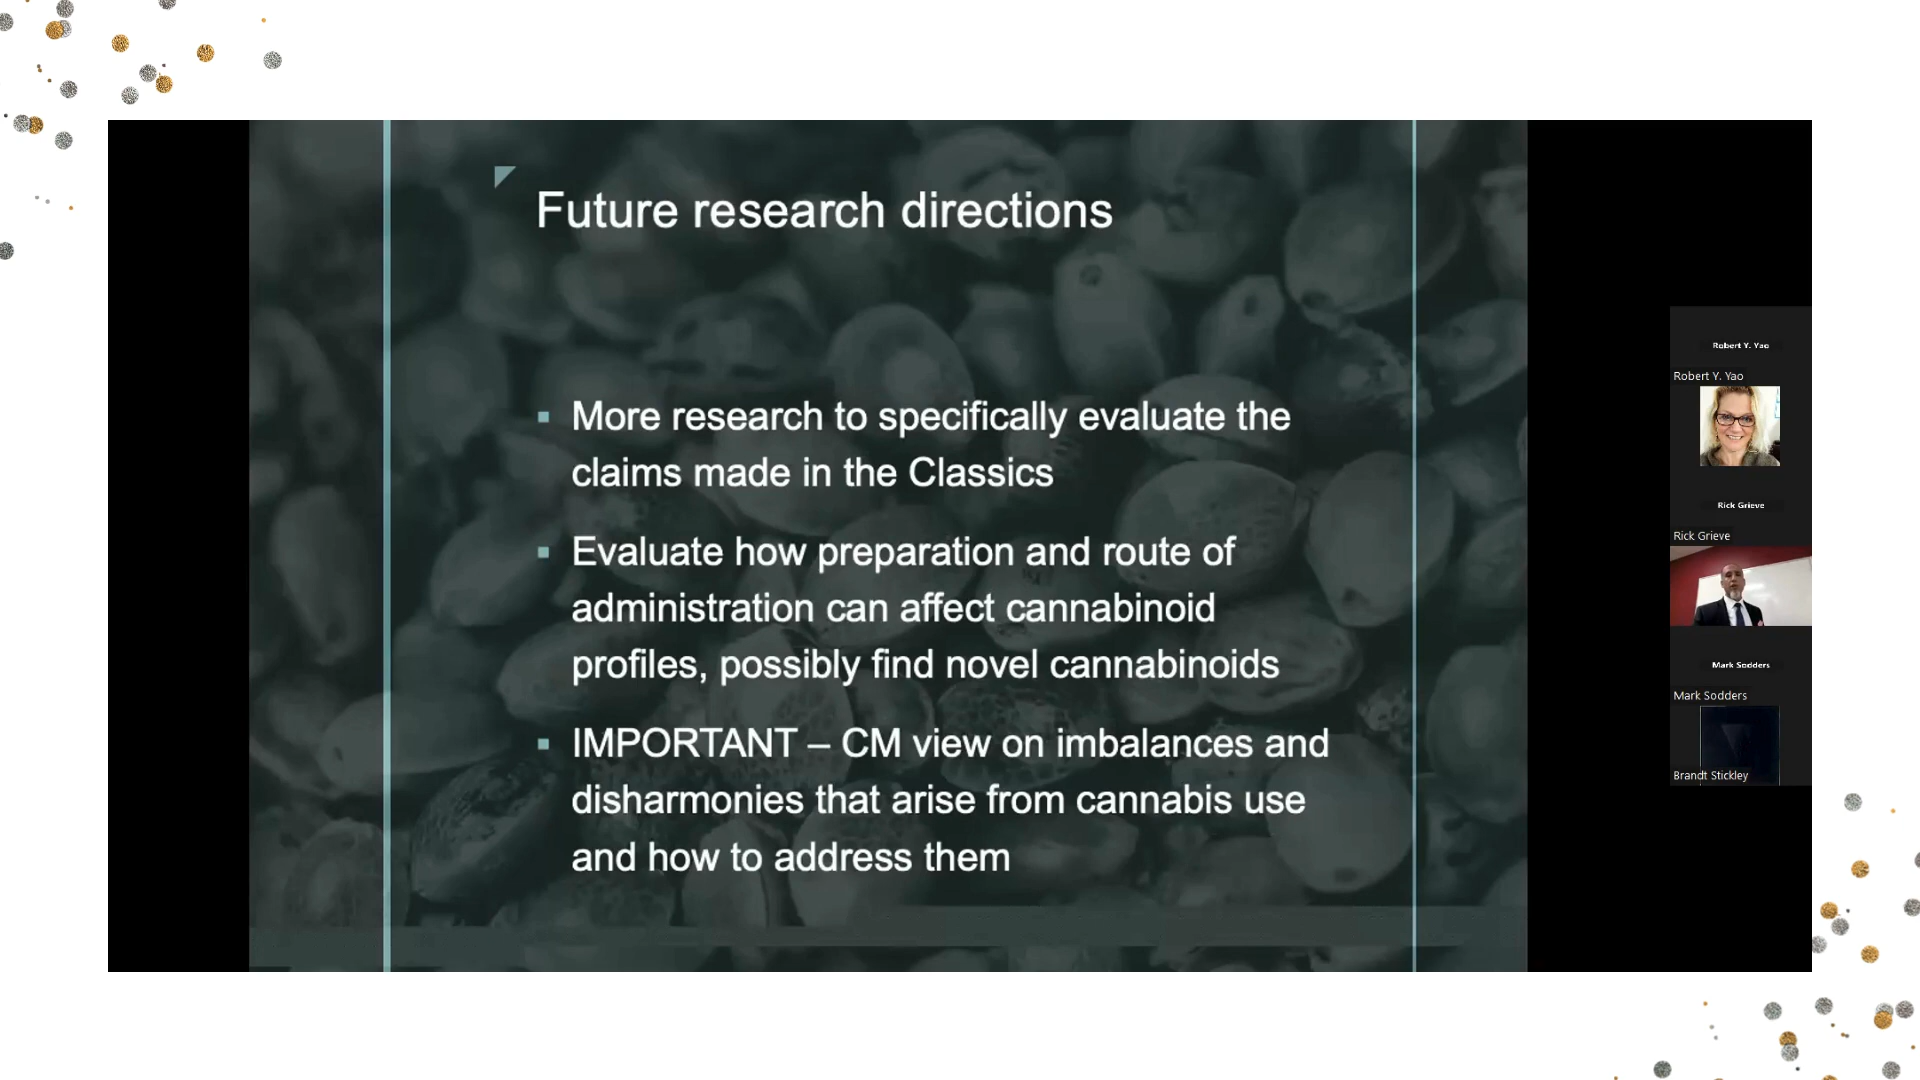 Future research directions
More research to specifically evaluate the
claims made in the Classics
Evaluate how preparation and route of
administration can affect cannabinoid
profiles, possibly find novel cannabinoids
IMPORTANT – CM view on imbalances and
disharmonies that arise from cannabis use
and how to address them
Robert Y. Yao
Robert Y. Yao
Rick Grieve
Rick Grieve
Mark Sodders
Mark Sodders
Brandt Stickley